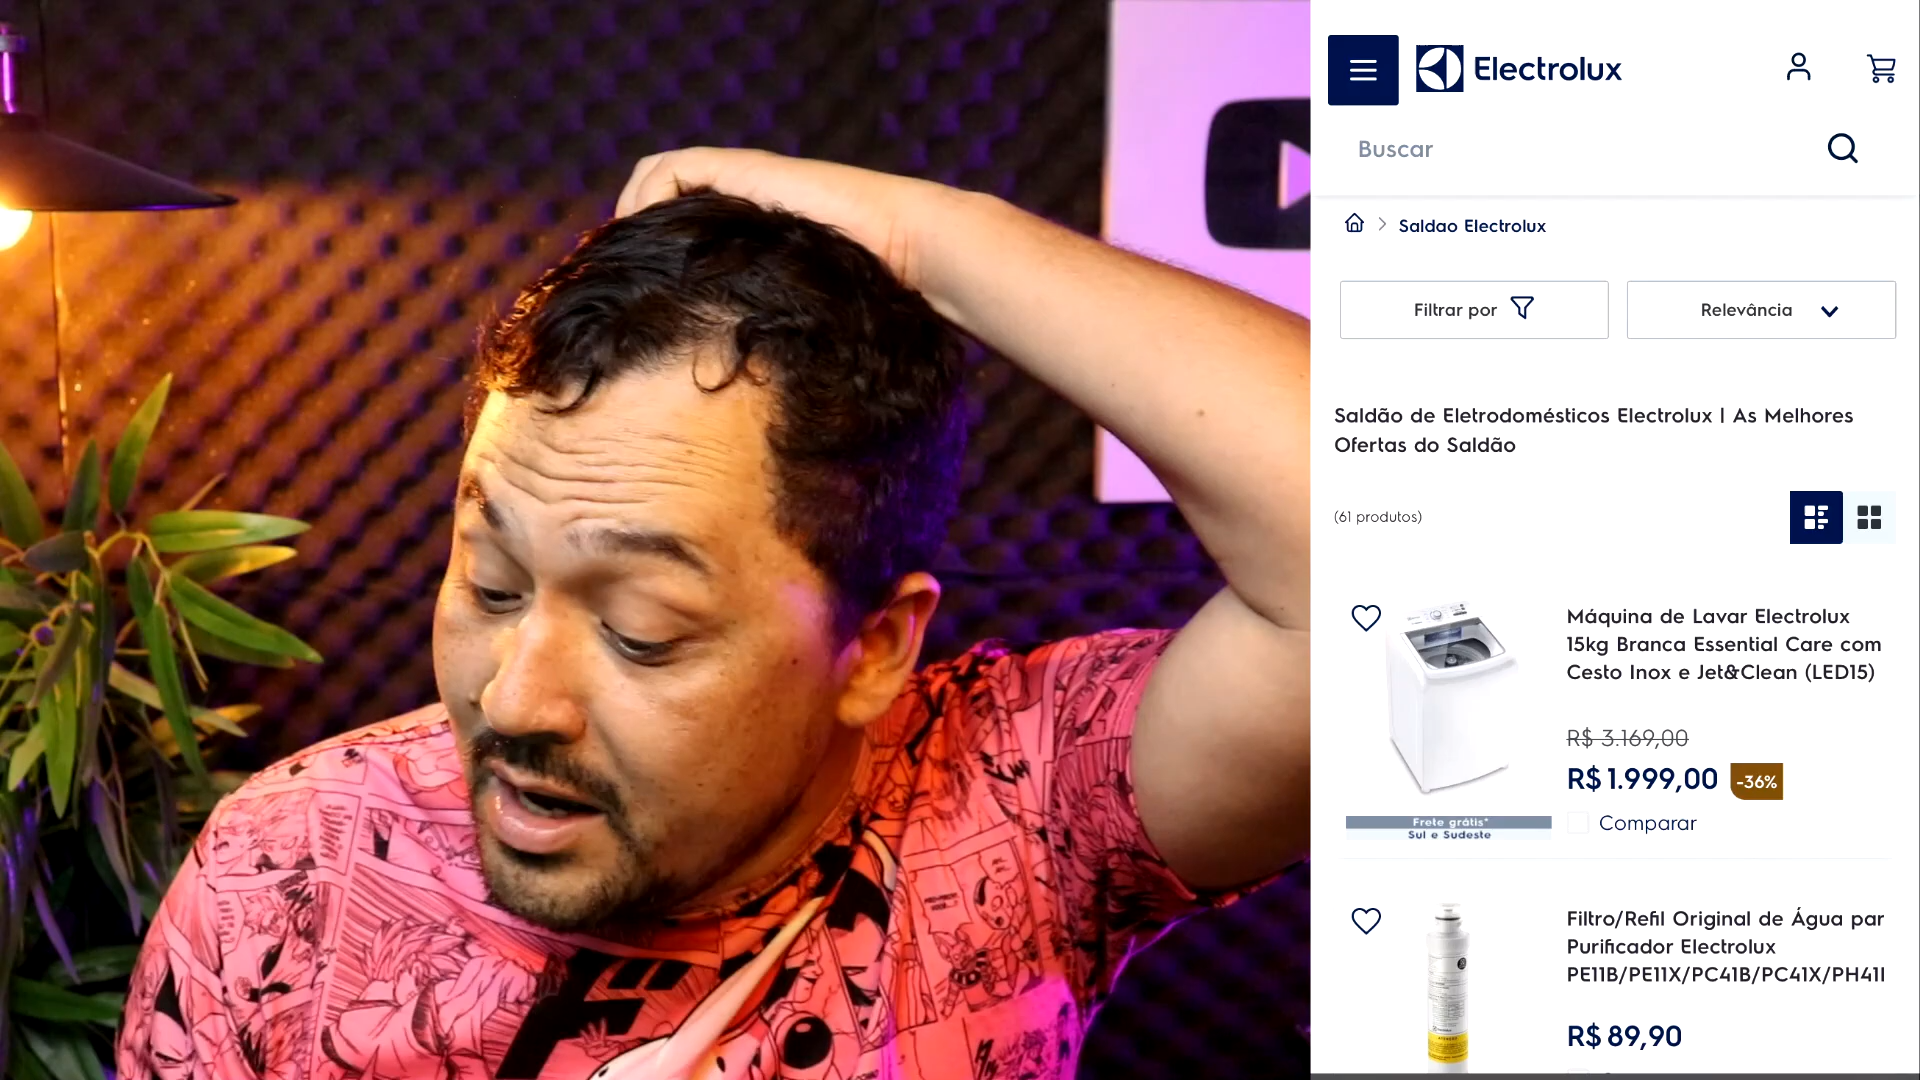 Electrolux
Buscar
Saldao Electrolux
Filtrar por
Relevância
Saldão de Eletrodomésticos Electrolux | As Melhores
Ofertas do Saldão
(61 produtos)
Máquina de Lavar Electrolux
15kg Branca Essential Care com
Cesto Inox e Jet&Clean (LED15)
R$ 3.169,00
R$ 1.999,00
-36%
Frete grátis*
Sul e Sudeste
Comparar
Filtro/Refil Original de Água par
Purificador Electrolux
PE11B/PE11X/PC41B/PC41X/PH41
R$ 89,90